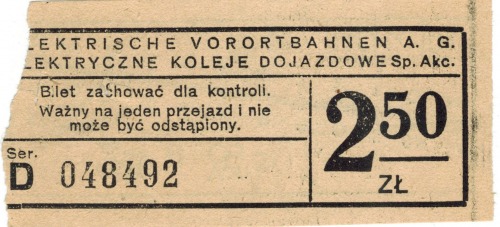 LEKTRISCHE VORORTBAHNEN A. G.
LEKTRYCZNE KOLEJE DOJAZDOWE Sp. Akc.
Bilet zachować dla kontroli.
Ważny na jeden przejazd i nie
może być odstąpiony.
Ser.
D 048492
2 50
ZŁ